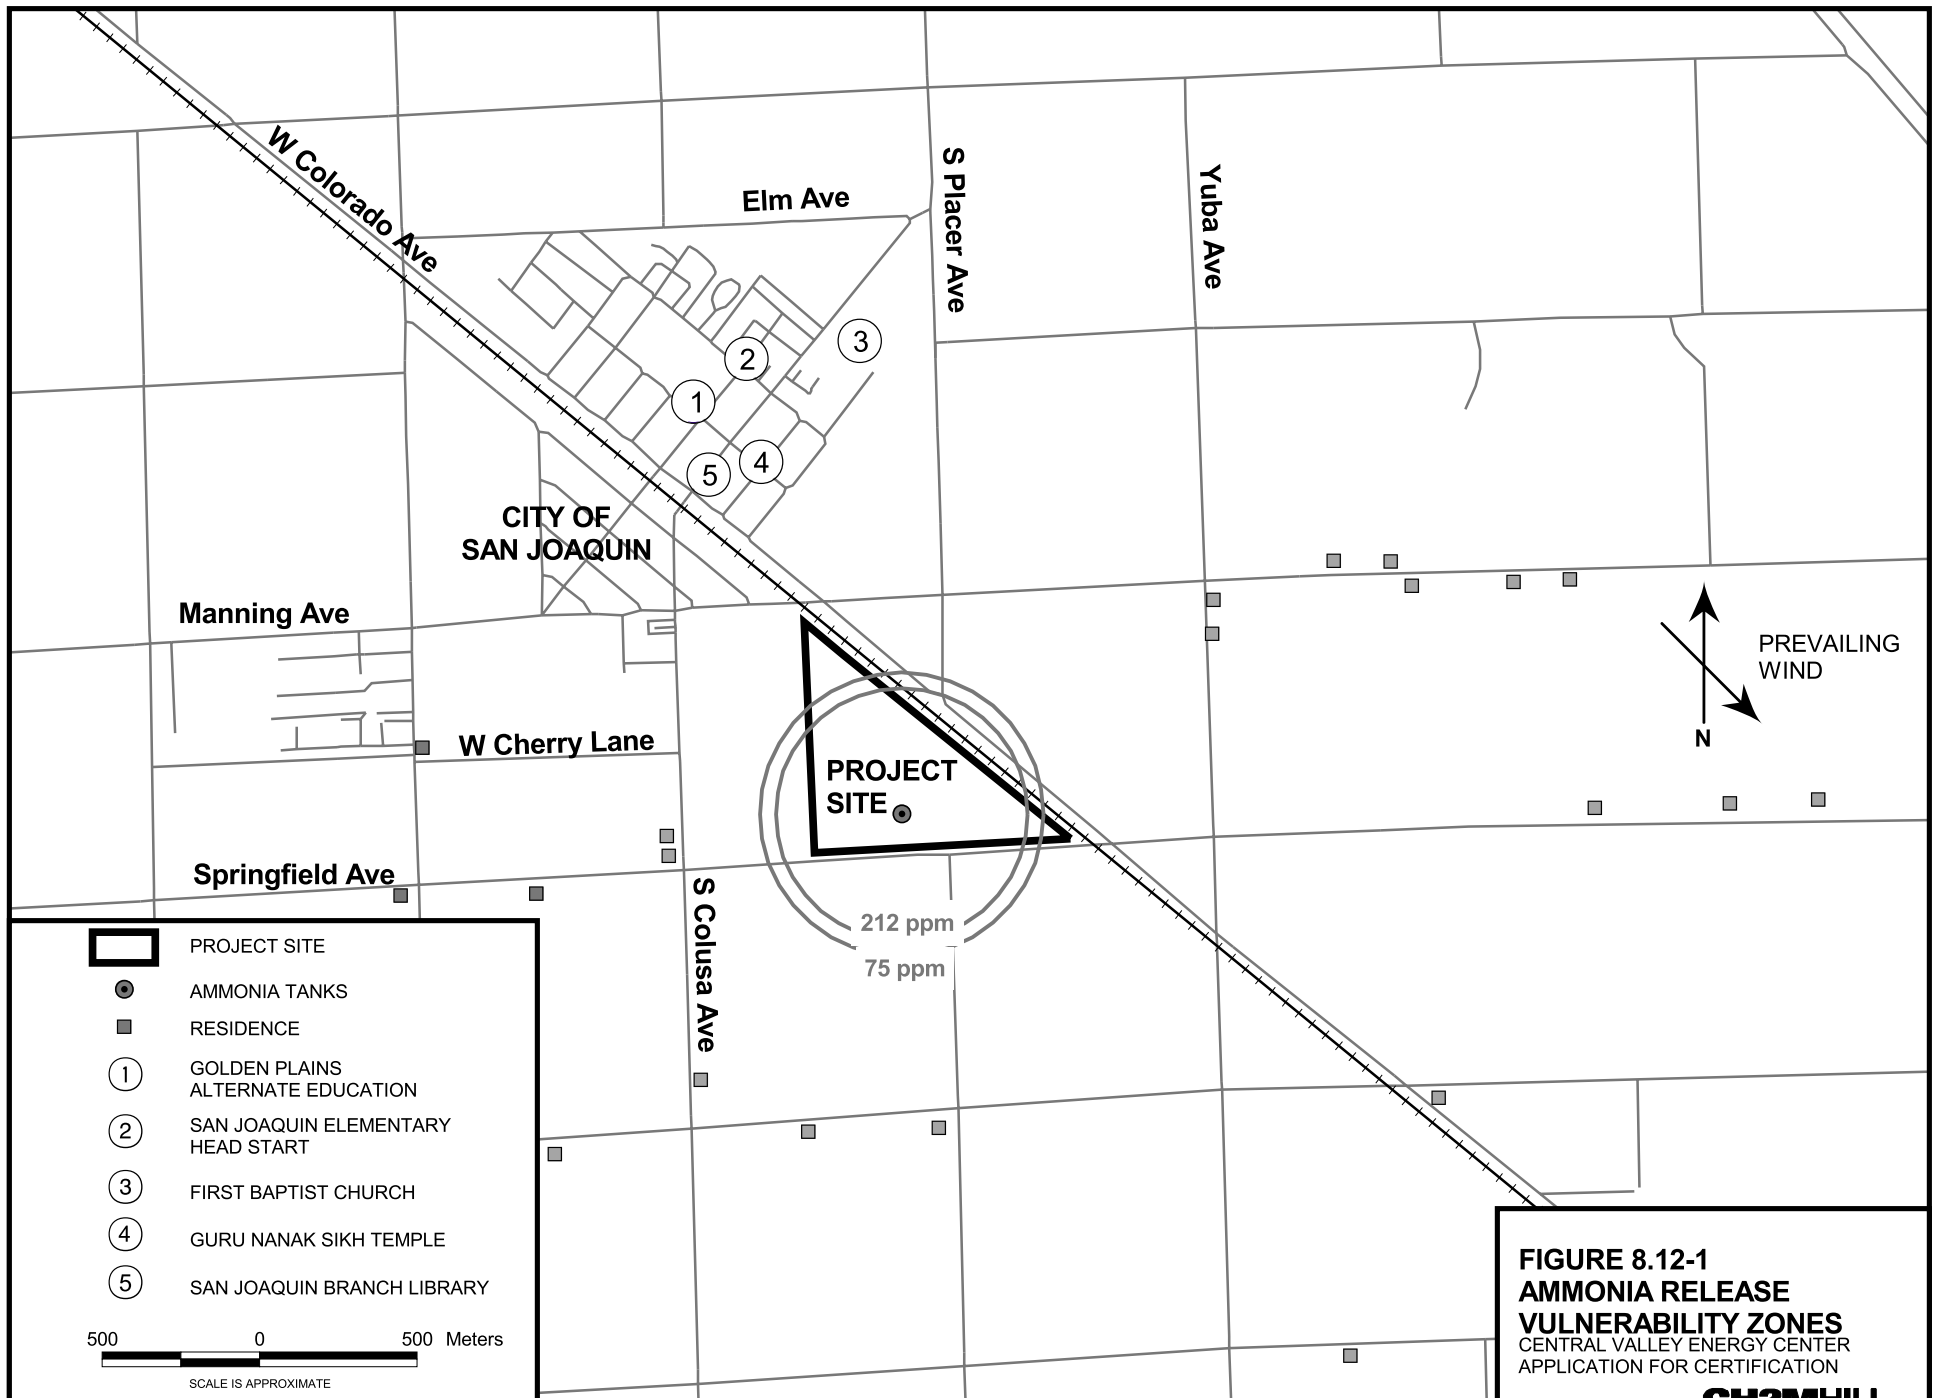 W Colorado Ave
Elm Ave
S Placer Ave
Yuba Ave
3
2
1
5
4
CITY OF
SAN JOAQUIN
Manning Ave
PREVAILING
WIND
N
W Cherry Lane
PROJECT
SITE
Springfield Ave
S Colusa Ave
212 ppm
75 ppm
PROJECT SITE
AMMONIA TANKS
RESIDENCE
1 GOLDEN PLAINS
ALTERNATE EDUCATION
2 SAN JOAQUIN ELEMENTARY
HEAD START
3 FIRST BAPTIST CHURCH
4 GURU NANAK SIKH TEMPLE
5 SAN JOAQUIN BRANCH LIBRARY
500 0 500 Meters
SCALE IS APPROXIMATE
FIGURE 8.12-1
AMMONIA RELEASE
VULNERABILITY ZONES
CENTRAL VALLEY ENERGY CENTER
APPLICATION FOR CERTIFICATION
CH2MHILL